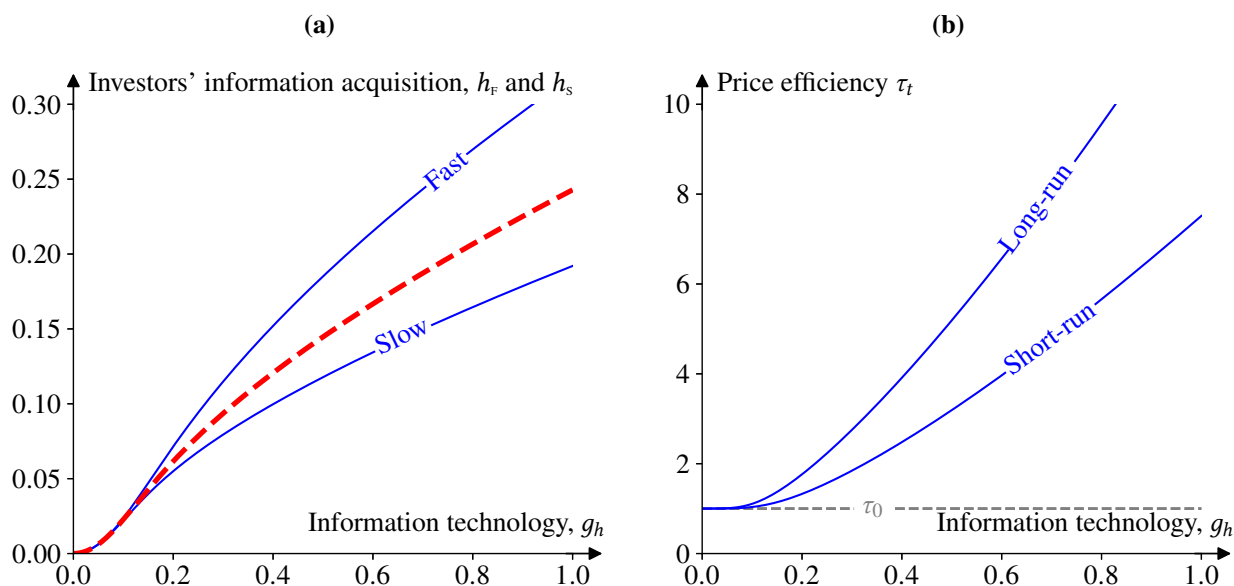 (a)
Investors’ information acquisition, h_F and h_S
0.30
0.25
0.20
0.15
0.10
0.05
0.00
Fast
Slow
Information technology, g_h
0.0 0.2 0.4 0.6 0.8 1.0
(b)
Price efficiency τ_t
10
8
6
4
2
0
Long-run
Short-run
τ_0
Information technology, g_h
0.0 0.2 0.4 0.6 0.8 1.0